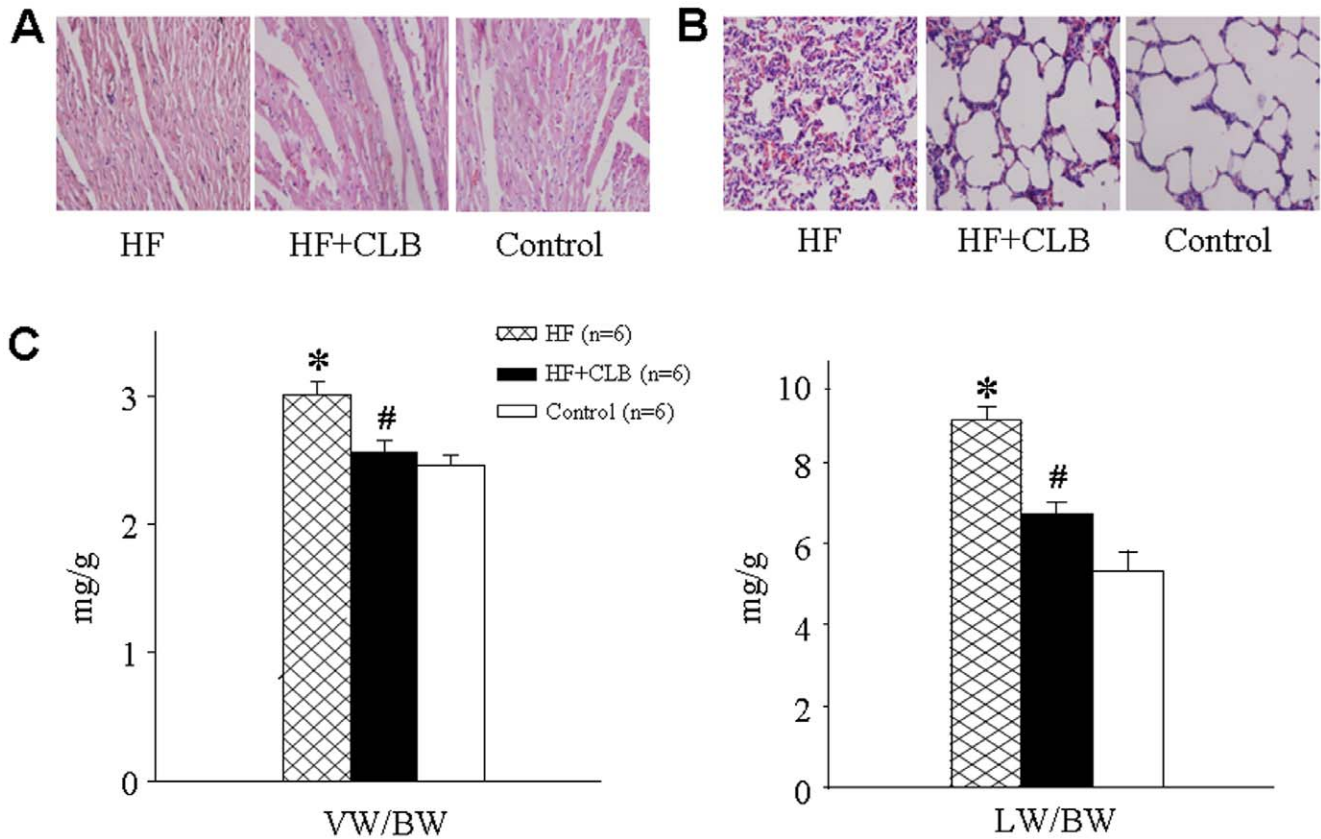 A
B
HF
HF+CLB
Control
HF
HF+CLB
Control
C
HF (n=6)
HF+CLB (n=6)
Control (n=6)
mg/g
3
2
1
0
*
#
VW/BW
mg/g
10
8
6
4
2
0
*
#
LW/BW